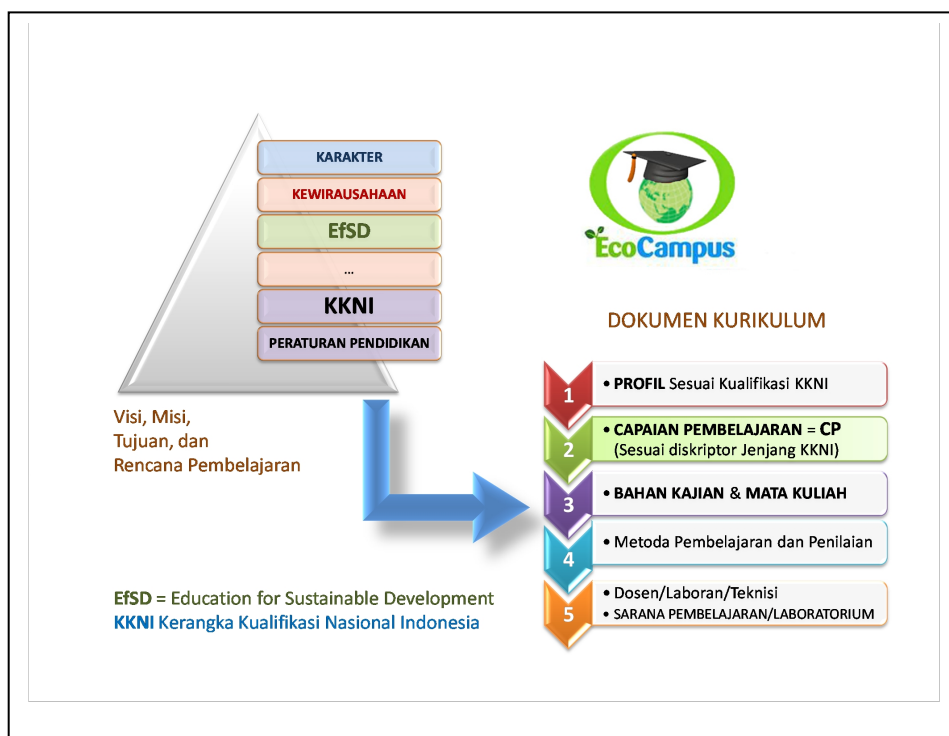 KARAKTER
KEWIRAUSAHAAN
EfSD
...
KKNI
PERATURAN PENDIDIKAN
Visi, Misi,
Tujuan, dan
Rencana Pembelajaran
EfSD = Education for Sustainable Development
KKNI Kerangka Kualifikasi Nasional Indonesia
EcoCampus
DOKUMEN KURIKULUM
1
• PROFIL Sesuai Kualifikasi KKNI
2
• CAPAIAN PEMBELAJARAN = CP
(Sesuai diskriptor Jenjang KKNI)
3
• BAHAN KAJIAN & MATA KULIAH
4
• Metoda Pembelajaran dan Penilaian
5
• Dosen/Laboran/Teknisi
• SARANA PEMBELAJARAN/LABORATORIUM